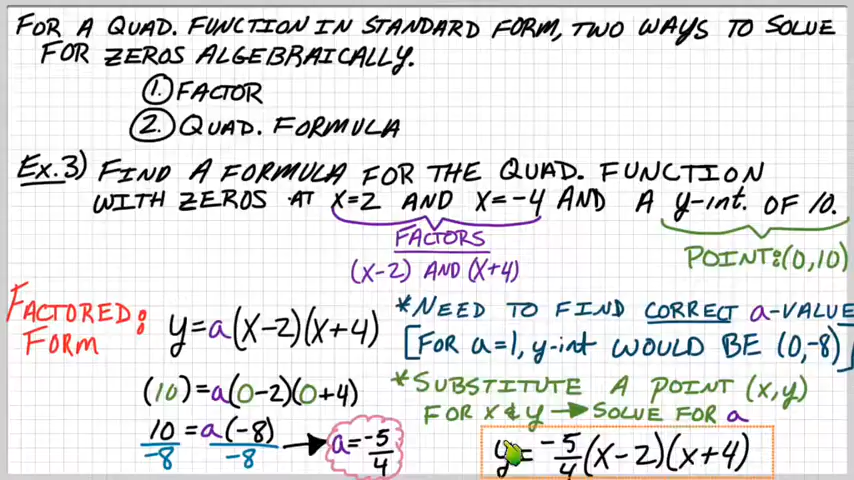 FOR A QUAD. FUNCTION IN STANDARD FORM, TWO WAYS TO SOLVE
FOR ZEROS ALGEBRAICALLY.
1. FACTOR
2. QUAD. FORMULA
Ex.3) FIND A FORMULA FOR THE QUAD. FUNCTION
WITH ZEROS AT X=2 AND X=-4 AND A y-int. OF 10.
FACTORS
(x-2) AND (x+4)
POINT:(0,10)
FACTORED:
FORM
y=a(x-2)(x+4)
*NEED TO FIND CORRECT a-VALUE
[FOR a=1, y-int WOULD BE (0,-8)]
(10)=a(0-2)(0+4)
*SUBSTITUTE A POINT (x,y)
FOR x & y → SOLVE FOR a
10 = a(-8)
-8 -8
→ a=-5/4
y=-5/4(x-2)(x+4)